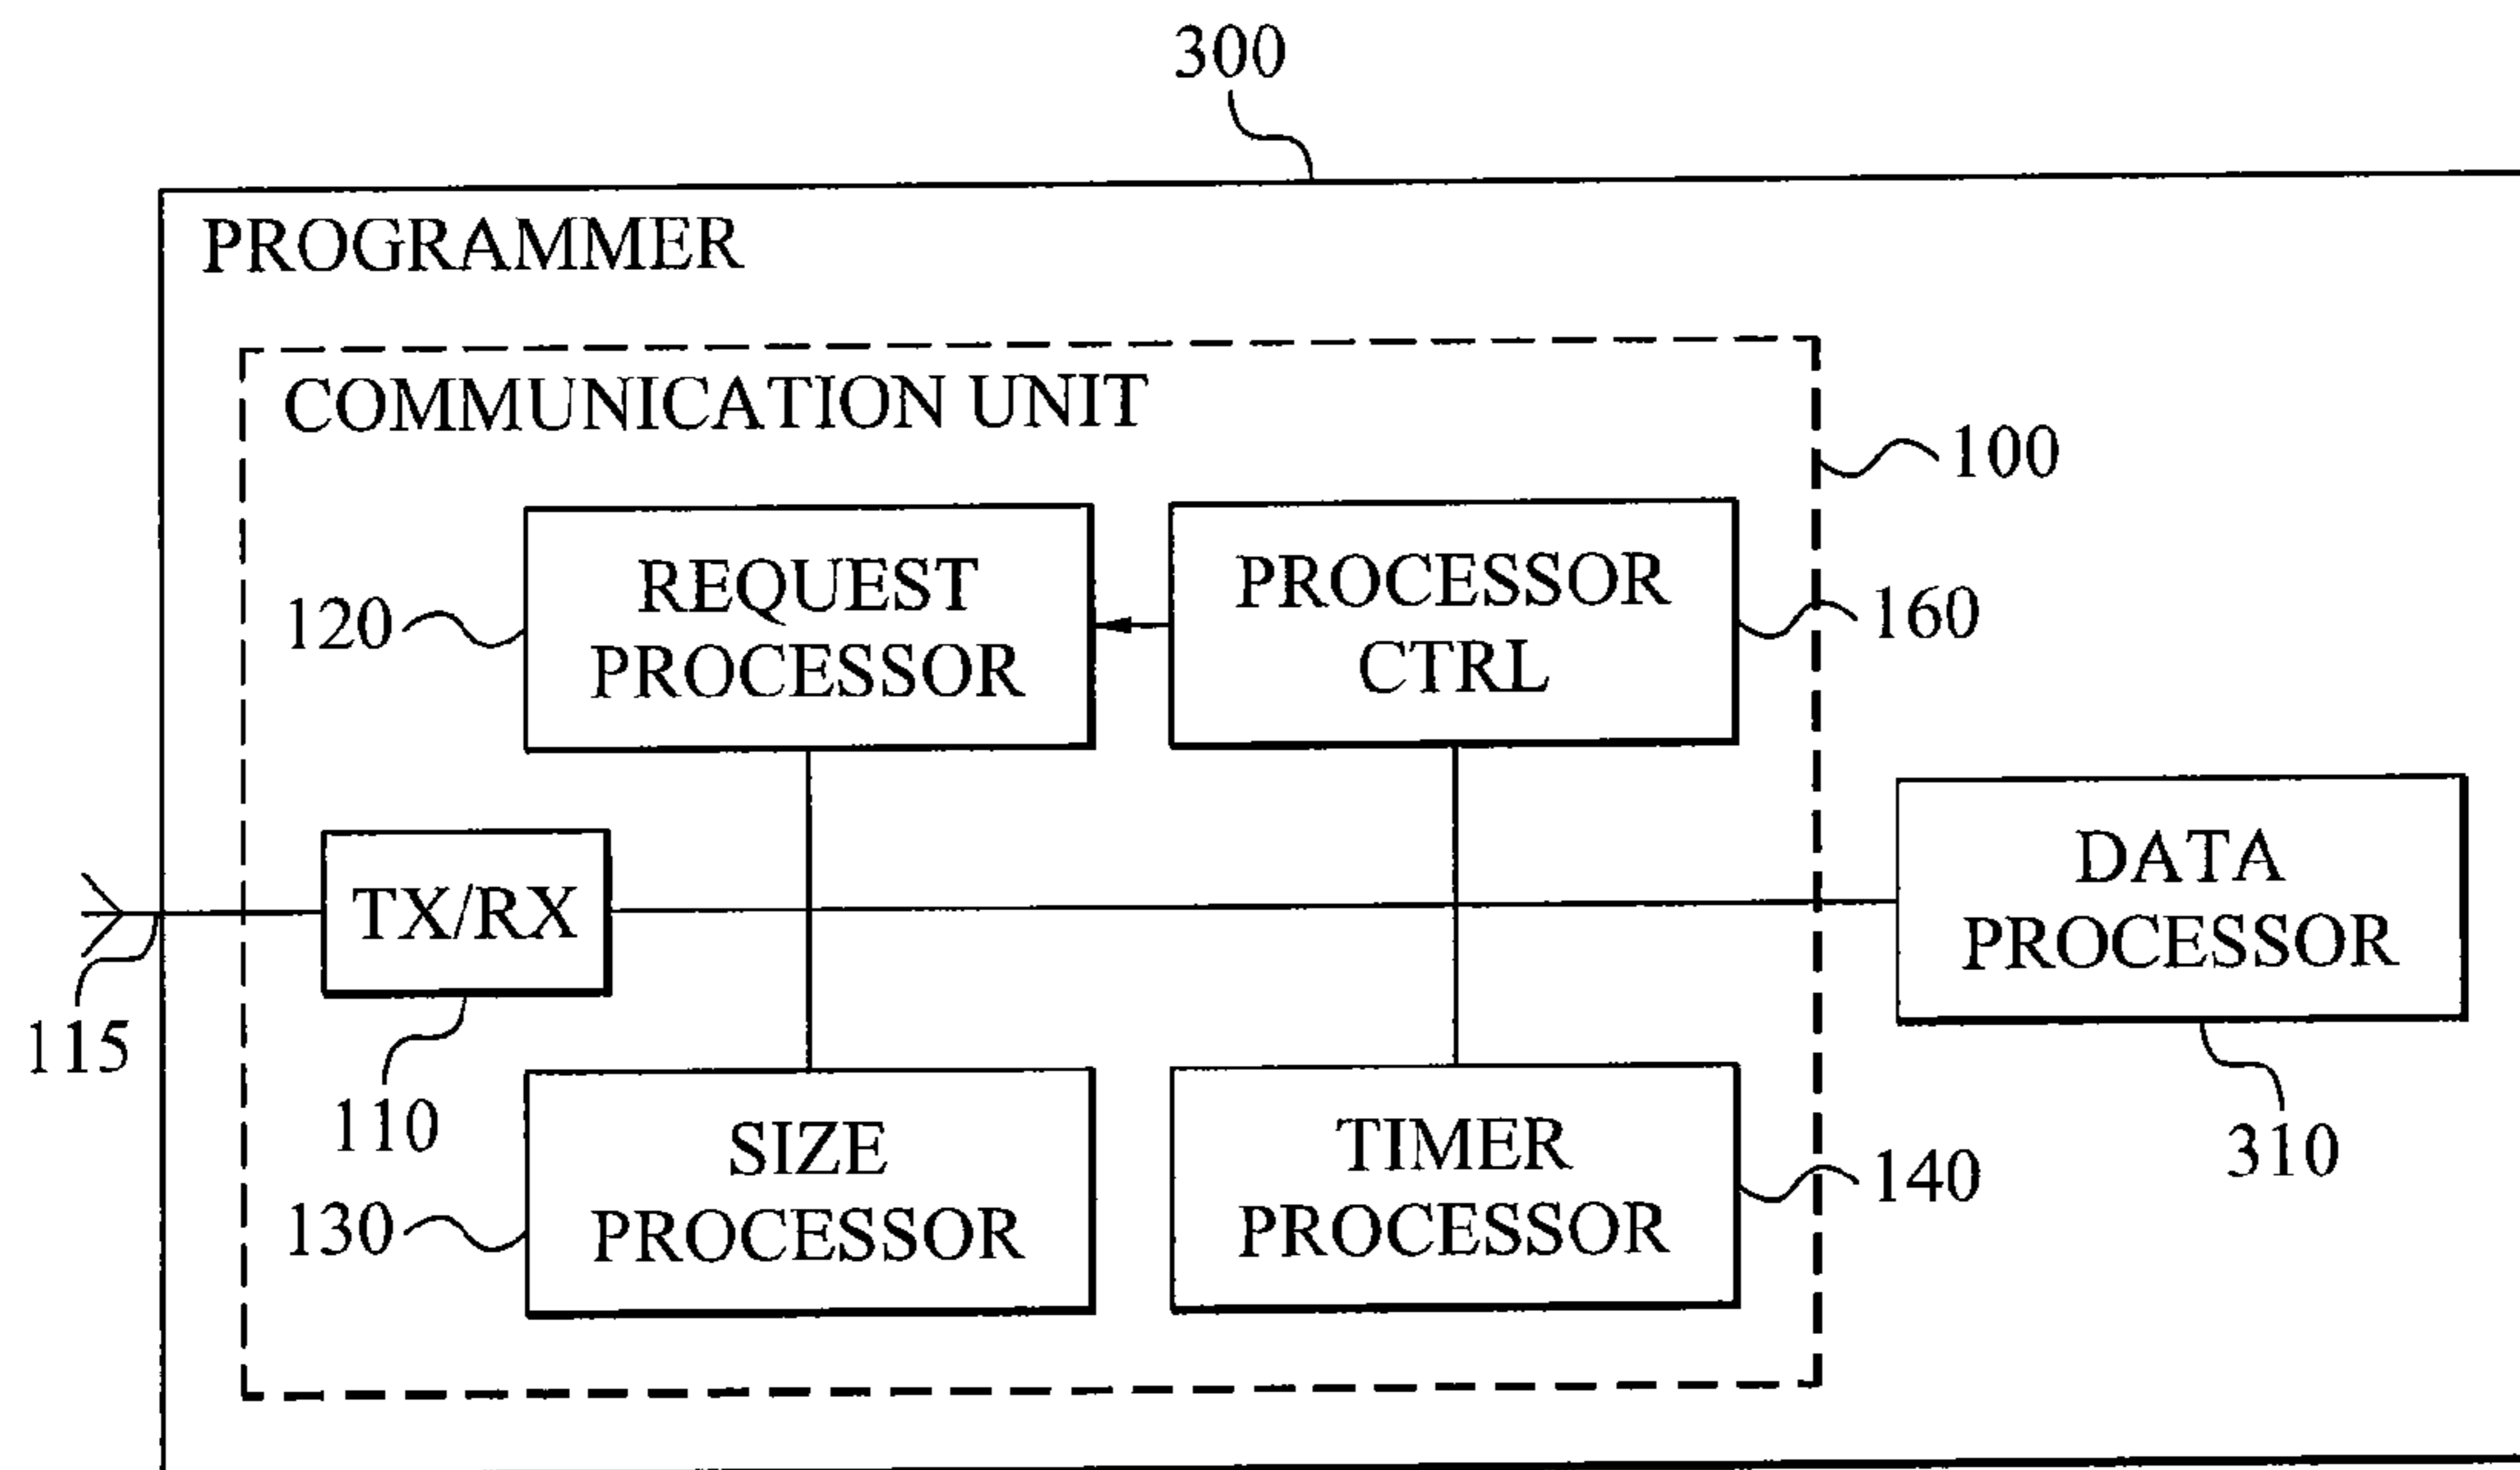 300
PROGRAMMER
COMMUNICATION UNIT
100
REQUEST
PROCESSOR
120
PROCESSOR
CTRL
160
TX/RX
DATA
PROCESSOR
115
110
310
SIZE
PROCESSOR
130
TIMER
PROCESSOR
140